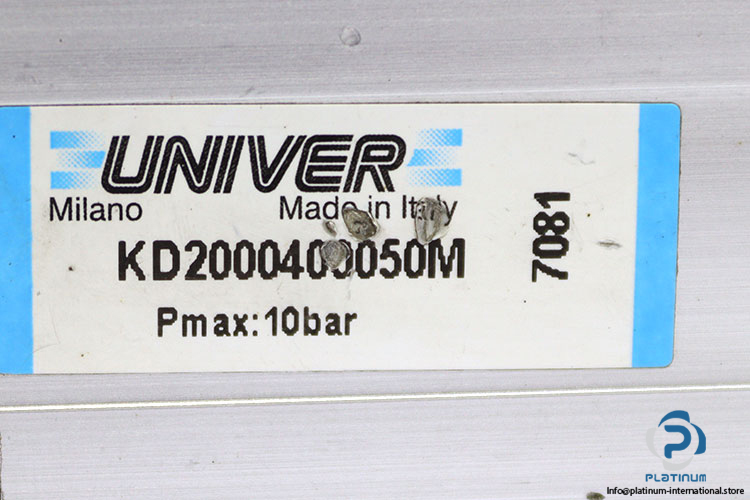 UNIVER
Milano Made in Italy
KD2000400050M
Pmax:10bar
7081
PLATINUM
Info@platinum-international.store